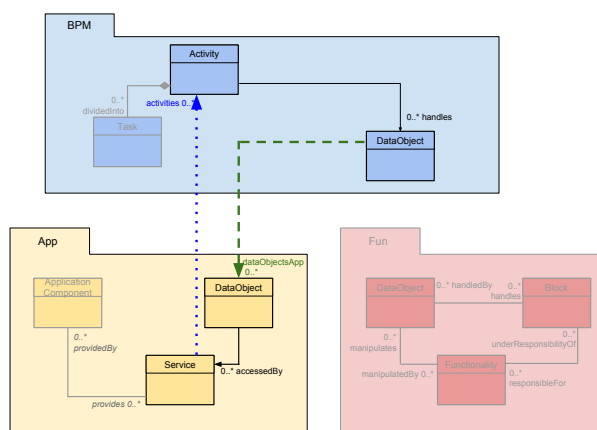 BPM
Activity
0..*
dividedInto
activities 0..*
0..* handles
Task
DataObject
App
Fun
dataObjectsApp
0..*
Application
Component
DataObject
DataObject
0..* handledBy
0..*
handles
Block
0..*
providedBy
0..*
manipulates
0..*
underResponsibilityOf
Service
0..* accessedBy
Functionality
manipulatedBy 0..*
0..*
responsibleFor
provides 0..*